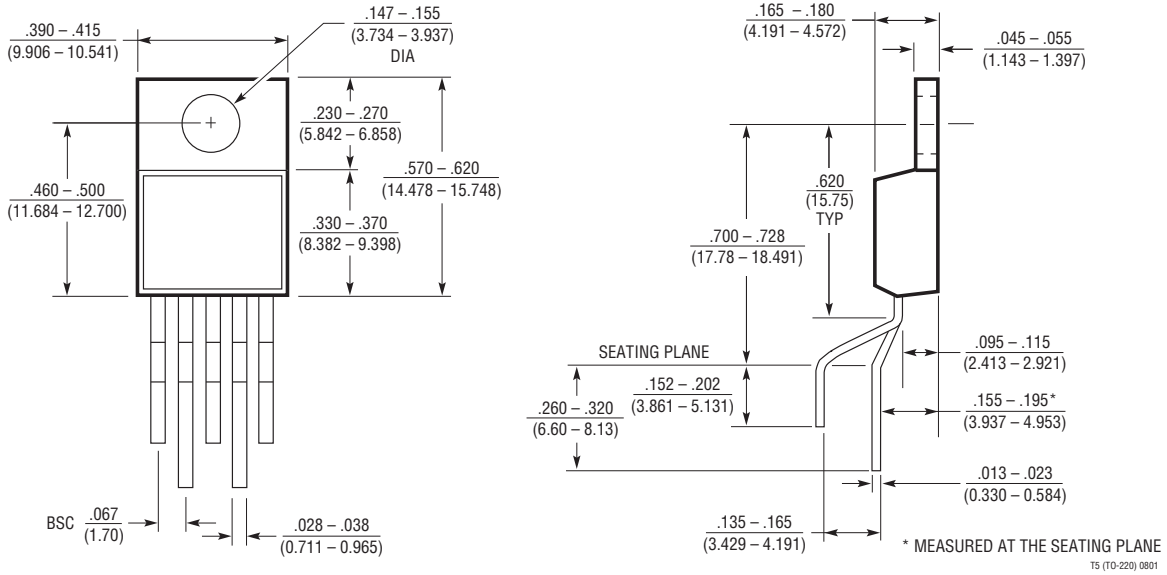 .390 – .415
(9.906 – 10.541)
.147 – .155
(3.734 – 3.937)
DIA
.230 – .270
(5.842 – 6.858)
.570 – .620
(14.478 – 15.748)
.460 – .500
(11.684 – 12.700)
.330 – .370
(8.382 – 9.398)
BSC
.067
(1.70)
.028 – .038
(0.711 – 0.965)
.165 – .180
(4.191 – 4.572)
.045 – .055
(1.143 – 1.397)
.620
(15.75)
TYP
.700 – .728
(17.78 – 18.491)
SEATING PLANE
.095 – .115
(2.413 – 2.921)
.152 – .202
(3.861 – 5.131)
.260 – .320
(6.60 – 8.13)
.155 – .195*
(3.937 – 4.953)
.013 – .023
(0.330 – 0.584)
.135 – .165
(3.429 – 4.191)
* MEASURED AT THE SEATING PLANE
T5 (TO-220) 0801